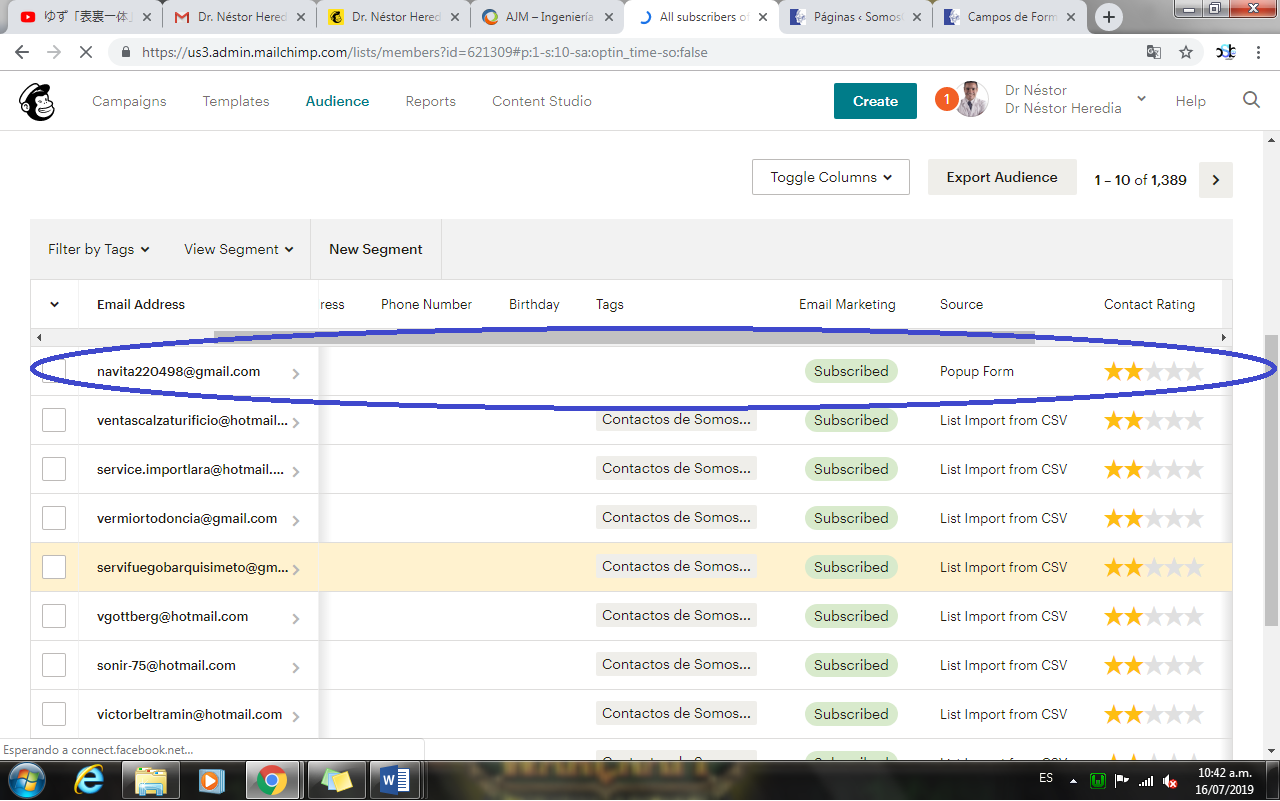 ゆず『表裏一体』
Dr. Néstor Hered
Dr. Néstor Hered
AJM – Ingeniería
All subscribers of
Páginas ‹ Somos
Campos de Form
https://us3.admin.mailchimp.com/lists/members?id=621309#p:1-s:10-sa:optin_time-so:false
Campaigns
Templates
Audience
Reports
Content Studio
Create
1
Dr Néstor
Dr Néstor Heredia
Help
Toggle Columns
Export Audience
1 – 10 of 1,389
Filter by Tags
View Segment
New Segment
Email Address
ress
Phone Number
Birthday
Tags
Email Marketing
Source
Contact Rating
navita220498@gmail.com Subscribed Popup Form
ventascalzaturificio@hotmail... Contactos de Somos... Subscribed List Import from CSV
service.importlara@hotmail.... Contactos de Somos... Subscribed List Import from CSV
vermiortodoncia@gmail.com Contactos de Somos... Subscribed List Import from CSV
servifuegobarquisimeto@gm... Contactos de Somos... Subscribed List Import from CSV
vgottberg@hotmail.com Contactos de Somos... Subscribed List Import from CSV
sonir-75@hotmail.com Contactos de Somos... Subscribed List Import from CSV
victorbeltramin@hotmail.com Contactos de Somos... Subscribed List Import from CSV
Esperando a connect.facebook.net...
ES
10:42 a.m.
16/07/2019